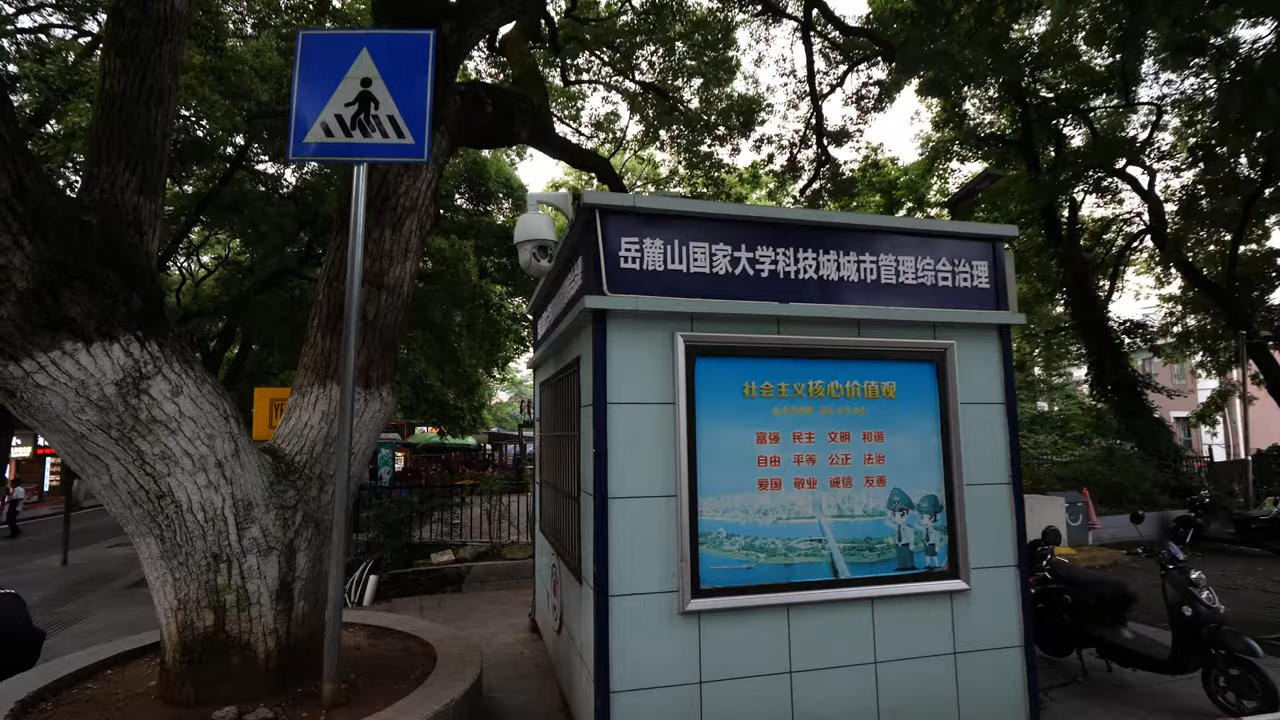 岳麓山国家大学科技城城市管理综合治理
社会主义核心价值观
富强 民主 文明 和谐
自由 平等 公正 法治
爱国 敬业 诚信 友善